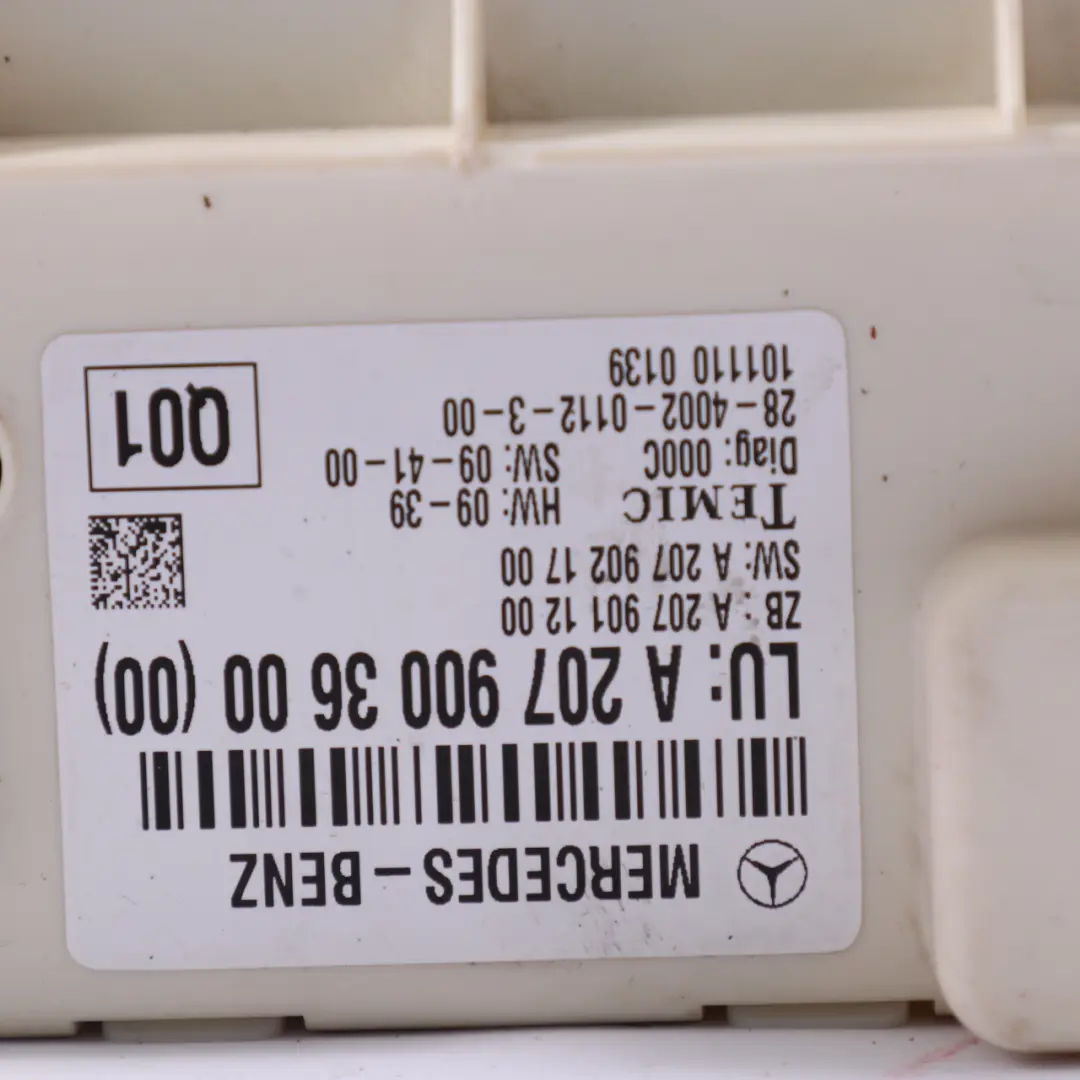 MERCEDES-BENZ
LU: A 207 900 36 00 (00)
ZB: A 207 901 12 00
SW: A 207 902 17 00
TEMIC HW: 09-39
Diag: 000C SW: 09-41-00
28-4002-0112-3-00
101110 0139
Q01